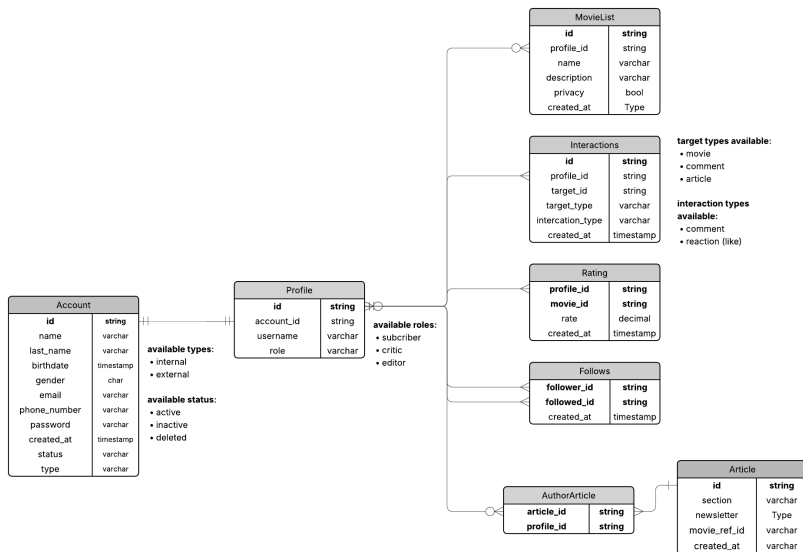 MovieList
id string
profile_id string
name varchar
description varchar
privacy bool
created_at Type
Interactions
id string
profile_id string
target_id string
target_type varchar
intercation_type varchar
created_at timestamp
target types available:
• movie
• comment
• article
interaction types
available:
• comment
• reaction (like)
Rating
profile_id string
movie_id string
rate decimal
created_at timestamp
Profile
id string
account_id string
username varchar
role varchar
available roles:
• subcriber
• critic
• editor
Account
id string
name varchar
last_name varchar
birthdate timestamp
gender char
email varchar
phone_number varchar
password varchar
created_at timestamp
status varchar
type varchar
available types:
• internal
• external
available status:
• active
• inactive
• deleted
Follows
follower_id string
followed_id string
created_at timestamp
AuthorArticle
article_id string
profile_id string
Article
id string
section varchar
newsletter Type
movie_ref_id varchar
created_at varchar